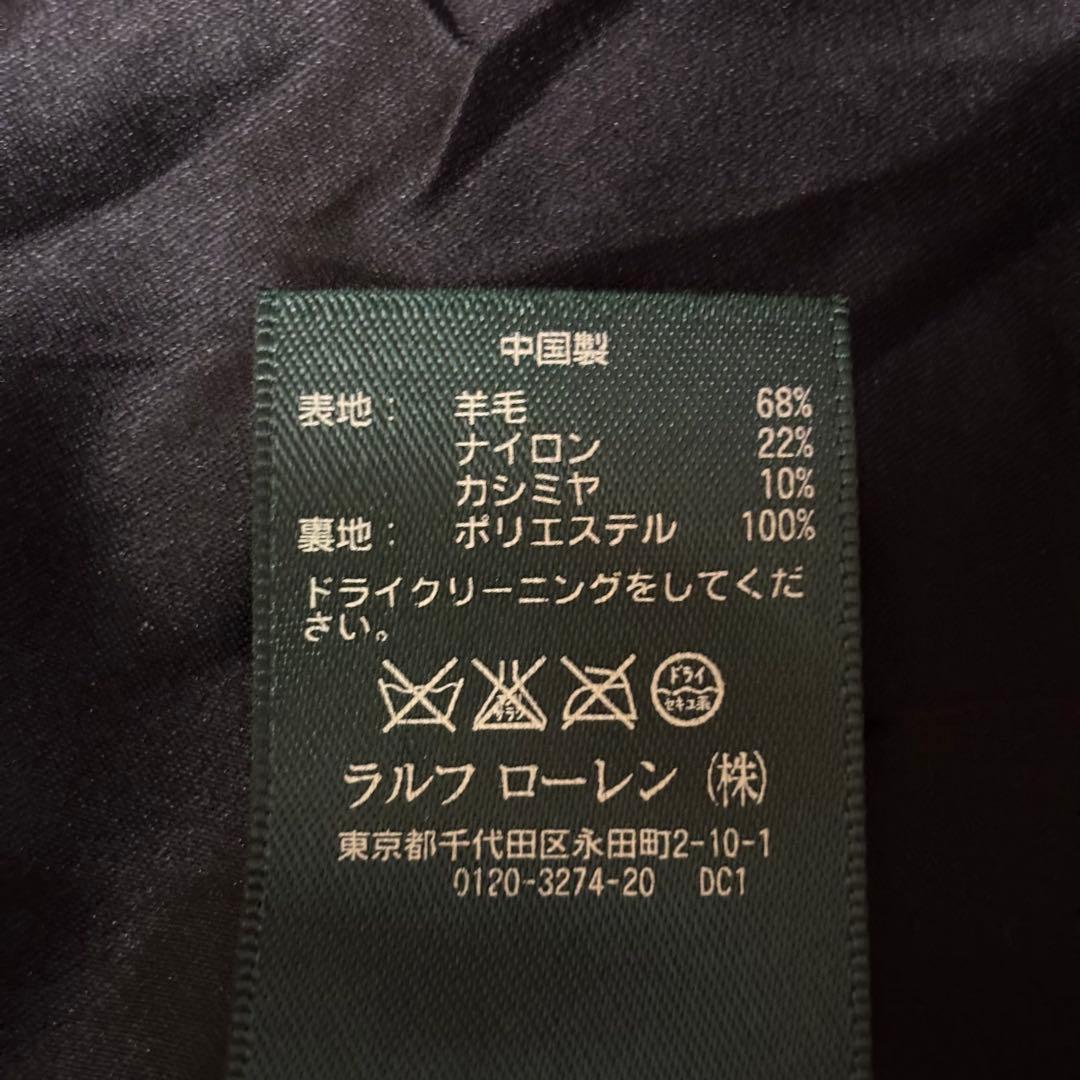 中国製
表地： 羊毛 68%
ナイロン 22%
カシミヤ 10%
裏地： ポリエステル 100%
ドライクリーニングをしてくだ
さい。
ドライ
セキユ系
ラルフ ローレン (株)
東京都千代田区永田町2-10-1
0120-3274-20 DC1